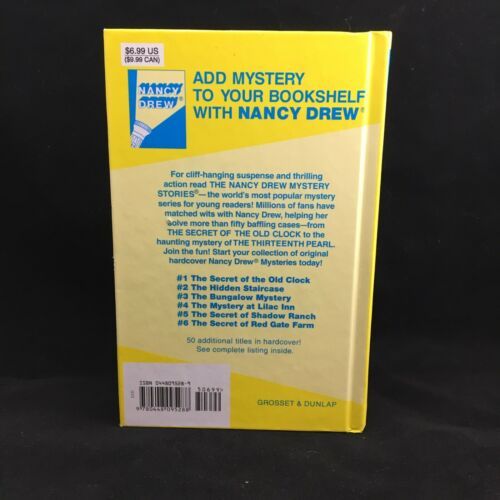 $6.99 US
($9.99 CAN)
NANCY
DREW®
ADD MYSTERY
TO YOUR BOOKSHELF
WITH NANCY DREW®
For cliff-hanging suspense and thrilling
action read THE NANCY DREW MYSTERY
STORIES®—the world's most popular mystery
series for young readers! Millions of fans have
matched wits with Nancy Drew, helping her
solve more than fifty baffling cases—from
THE SECRET OF THE OLD CLOCK to the
haunting mystery of THE THIRTEENTH PEARL.
Join the fun! Start your collection of original
hardcover Nancy Drew® Mysteries today!
#1 The Secret of the Old Clock
#2 The Hidden Staircase
#3 The Bungalow Mystery
#4 The Mystery at Lilac Inn
#5 The Secret of Shadow Ranch
#6 The Secret of Red Gate Farm
50 additional titles in hardcover!
See complete listing inside.
ISBN 0448095289
50699
9780448095288
GROSSET & DUNLAP